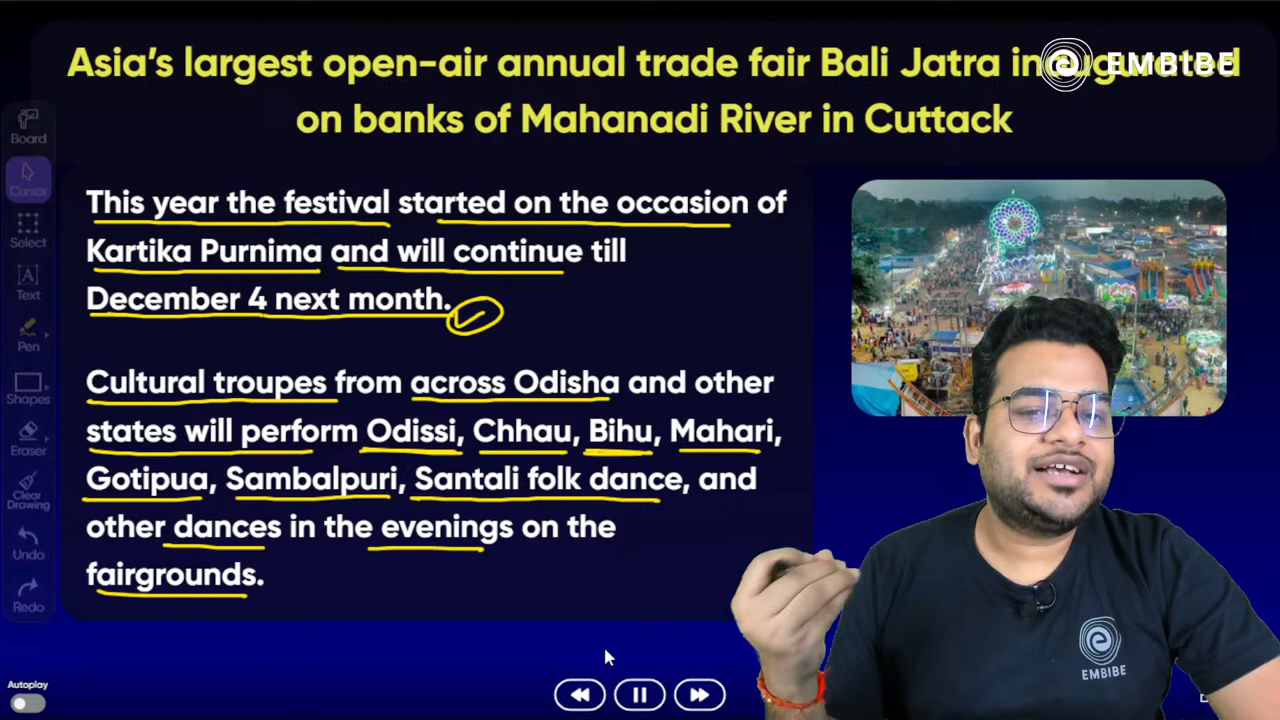 Asia's largest open-air annual trade fair Bali Jatra inaugurated
on banks of Mahanadi River in Cuttack
EMBIBE
Board
Cursor
Select
Text
Pen
Shapes
Eraser
Clear
Drawing
Undo
Redo
This year the festival started on the occasion of
Kartika Purnima and will continue till
December 4 next month.
Cultural troupes from across Odisha and other
states will perform Odissi, Chhau, Bihu, Mahari,
Gotipua, Sambalpuri, Santali folk dance, and
other dances in the evenings on the
fairgrounds.
EMBIBE
Autoplay